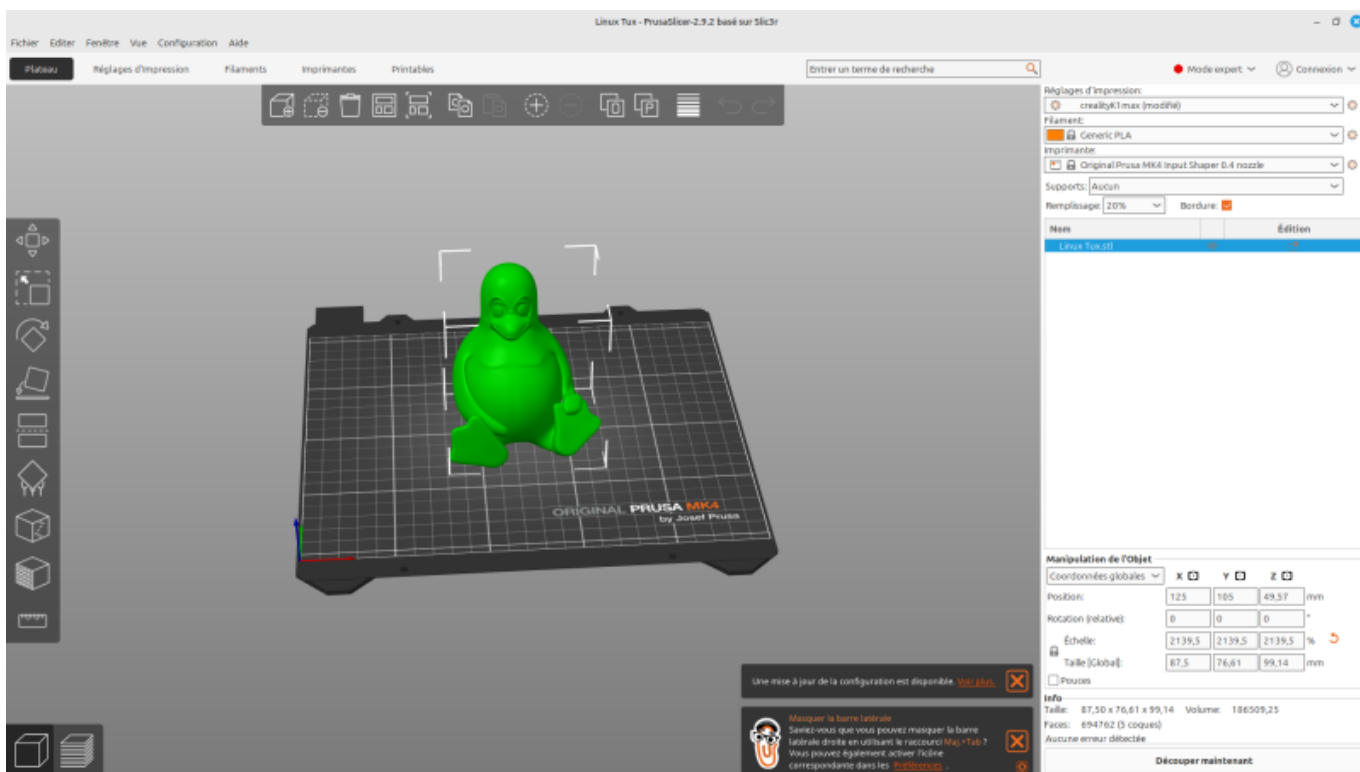 Linux Tux - PrusaSlicer-2.9.2 basé sur Slic3r
Fichier Editer Fenêtre Vue Configuration Aide
Plateau Réglages d'Impression Filaments Imprimantes Printables Entrer un terme de recherche Mode expert Connexion
Réglages d'Impression:
crealityK1max (modifié)
Filament:
Generic PLA
Imprimante:
Original Prusa MK4 Input Shaper 0.4 nozzle
Supports: Aucun
Remplissage: 20% Bordure:
Nom Édition
Linux Tux.stl
ORIGINAL PRUSA MK4
by Josef Prusa
Manipulation de l'Objet
Coordonnées globales X Y Z
Position: 125 105 49,57 mm
Rotation (relative): 0 0 0 °
Échelle: 2139,5 2139,5 2139,5 %
Taille [Global]: 87,5 76,61 99,14 mm
Pouces
Info
Taille: 87,50 x 76,61 x 99,14 Volume: 186509,25
Faces: 694762 (5 coques)
Aucune erreur détectée
Découper maintenant
Une mise à jour de la configuration est disponible. Voir plus.
Masquer la barre latérale
Saviez-vous que vous pouvez masquer la barre
latérale droite en utilisant le raccourci Maj.+Tab ?
Vous pouvez également activer l'icône
correspondante dans les Préférences .